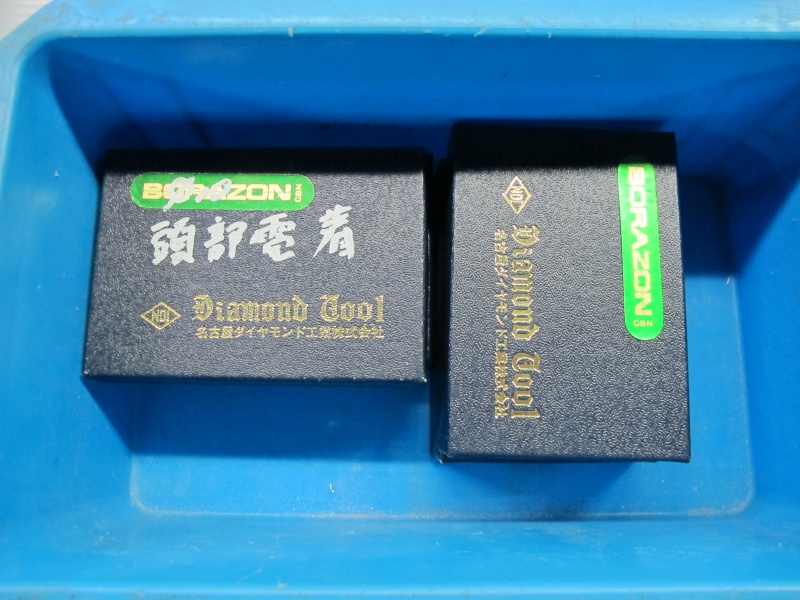 BORAZON
CBN
頭部電着
NDI
Diamond Tool
名古屋ダイヤモンド工業株式会社
BORAZON
CBN
NDI
Diamond Tool
名古屋ダイヤモンド工業株式会社